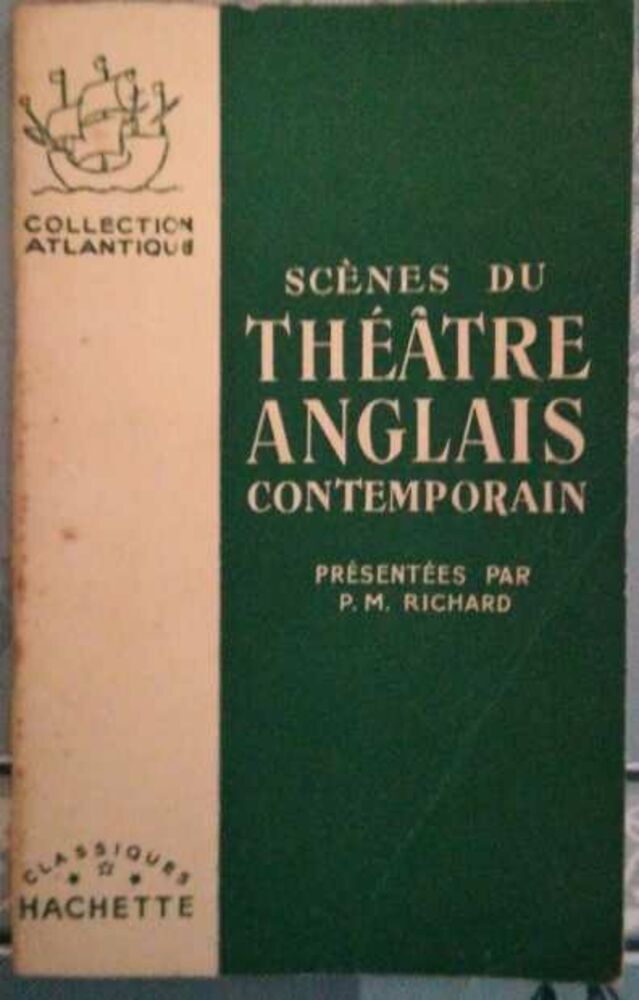 COLLECTION
ATLANTIQUE
SCÈNES DU
THÉÂTRE
ANGLAIS
CONTEMPORAIN
PRÉSENTÉES PAR
P. M. RICHARD
CLASSIQUES
HACHETTE